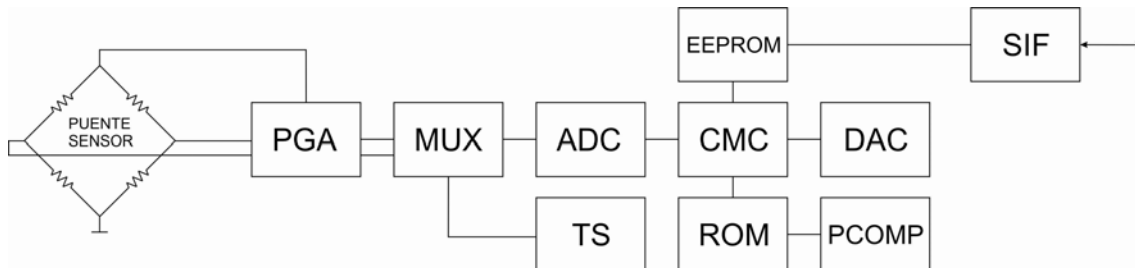 EEPROM
SIF
PUENTE
SENSOR
PGA
MUX
ADC
CMC
DAC
TS
ROM
PCOMP